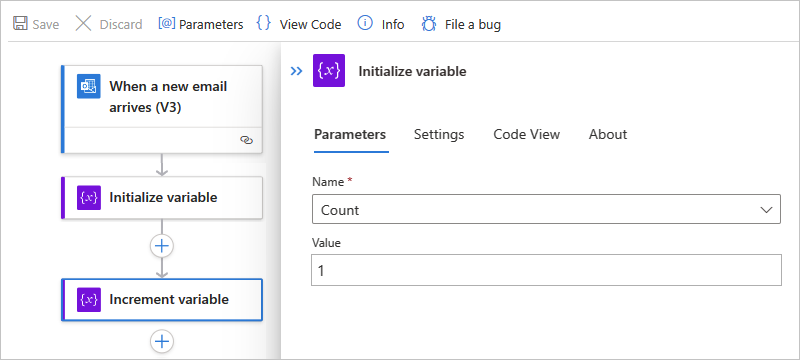 Save Discard [@] Parameters {} View Code Info File a bug
When a new email
arrives (V3)
{x} Initialize variable
{x} Increment variable
{x} Initialize variable
Parameters Settings Code View About
Name *
Count
Value
1